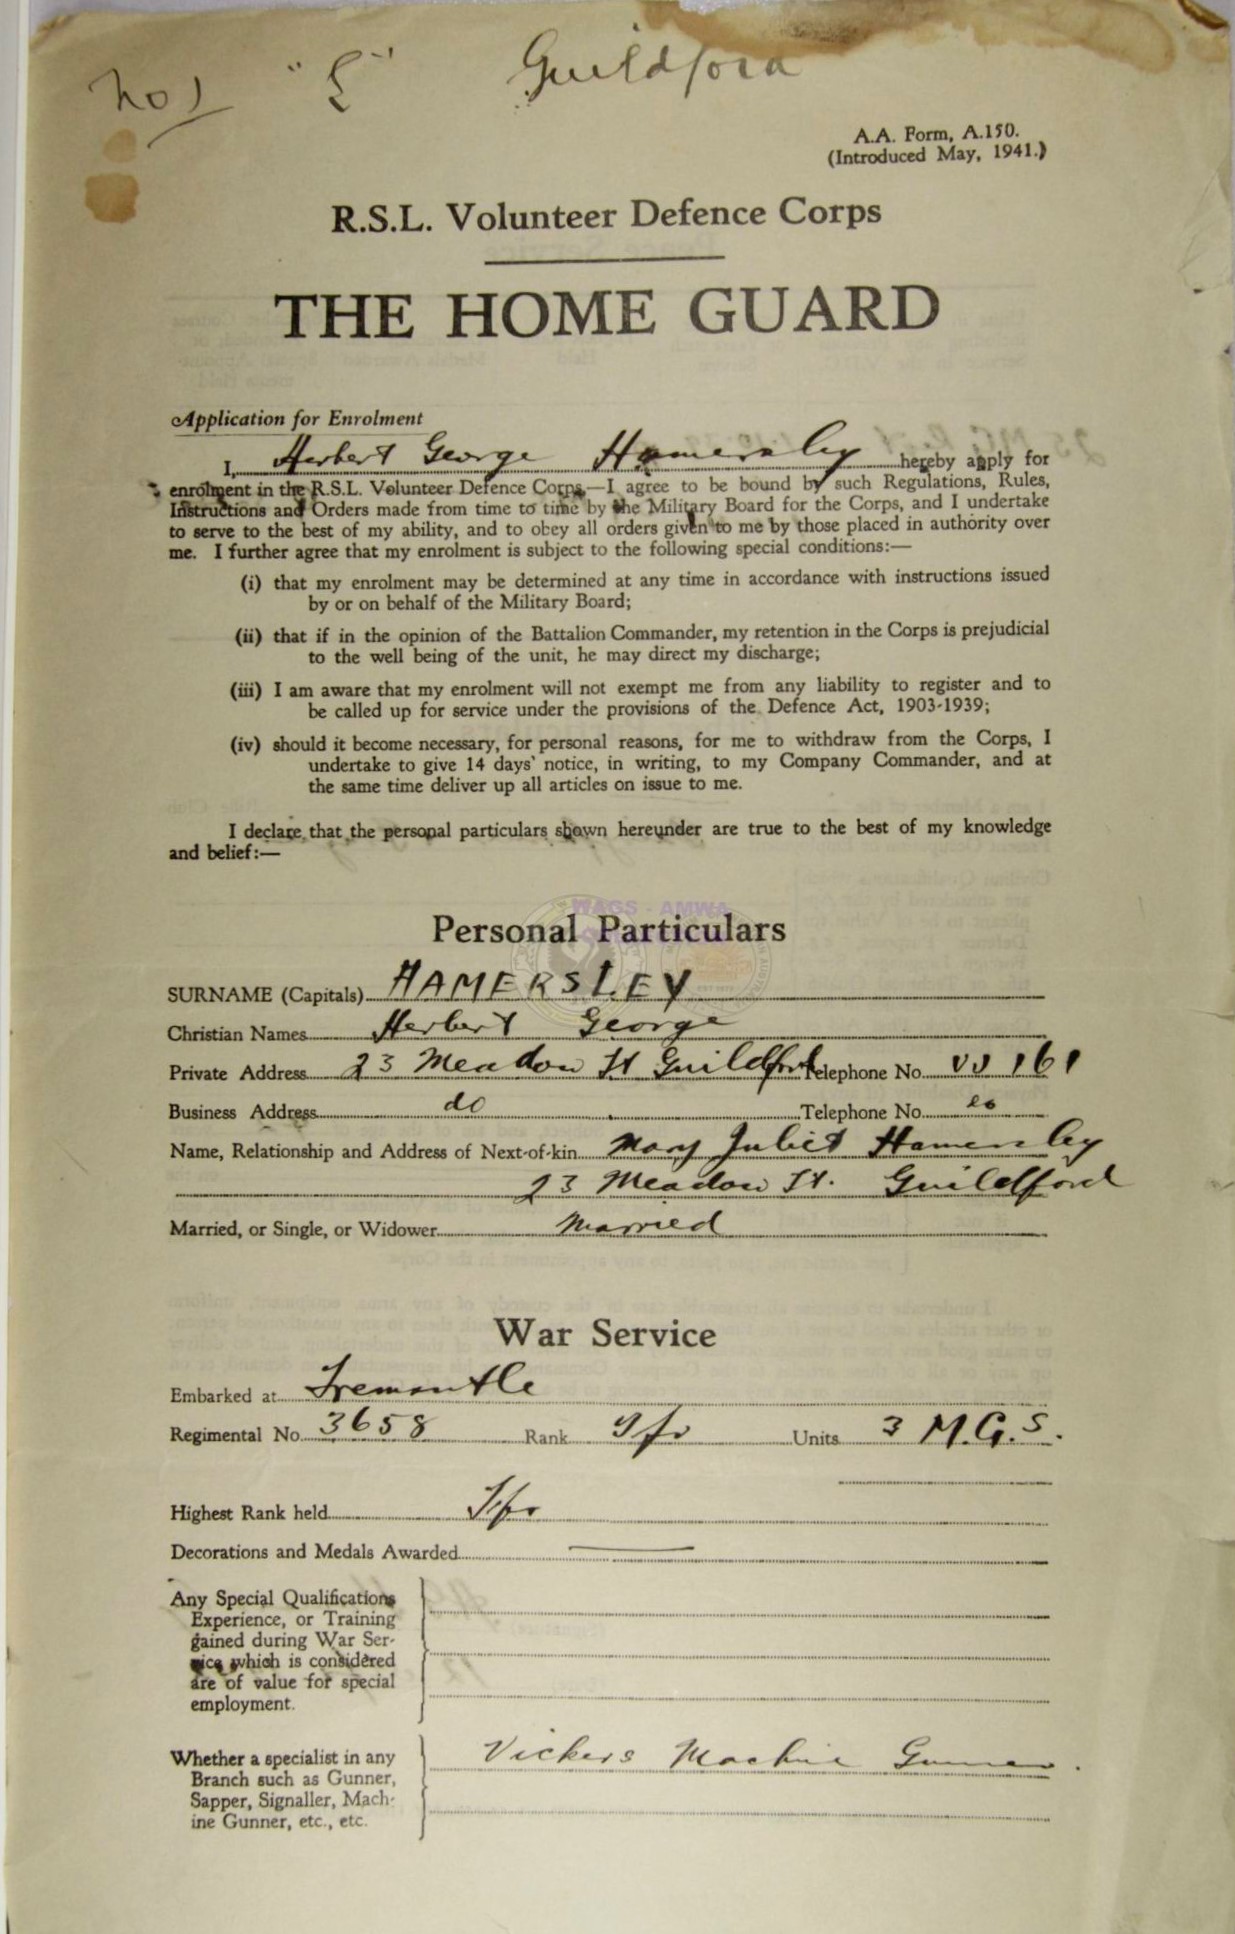 No 1 "L" Guildford
A.A. Form, A.150.
(Introduced May, 1941.)
R.S.L. Volunteer Defence Corps
THE HOME GUARD
Application for Enrolment
I, Herbert George Hamersley hereby apply for
enrolment in the R.S.L. Volunteer Defence Corps.—I agree to be bound by such Regulations, Rules,
Instructions and Orders made from time to time by the Military Board for the Corps, and I undertake
to serve to the best of my ability, and to obey all orders given to me by those placed in authority over
me. I further agree that my enrolment is subject to the following special conditions:—
(i) that my enrolment may be determined at any time in accordance with instructions issued
by or on behalf of the Military Board;
(ii) that if in the opinion of the Battalion Commander, my retention in the Corps is prejudicial
to the well being of the unit, he may direct my discharge;
(iii) I am aware that my enrolment will not exempt me from any liability to register and to
be called up for service under the provisions of the Defence Act, 1903-1939;
(iv) should it become necessary, for personal reasons, for me to withdraw from the Corps, I
undertake to give 14 days' notice, in writing, to my Company Commander, and at
the same time deliver up all articles on issue to me.
I declare that the personal particulars shown hereunder are true to the best of my knowledge
and belief:—
WAGS - AMWA
Personal Particulars
SURNAME (Capitals) HAMERSLEY
Christian Names Herbert George
Private Address 23 Meadow St Guildford Telephone No. UU 161
Business Address do Telephone No. do
Name, Relationship and Address of Next-of-kin Mary Juliet Hamersley
23 Meadow St. Guildford
Married, or Single, or Widower Married
War Service
Embarked at Fremantle
Regimental No. 3658 Rank Units 3 M.G.S.
Highest Rank held
Decorations and Medals Awarded —
Any Special Qualifications
Experience, or Training
gained during War Ser-
vice which is considered
are of value for special
employment.
Whether a specialist in any Vickers Machine Gunner.
Branch such as Gunner,
Sapper, Signaller, Mach-
ine Gunner, etc., etc.